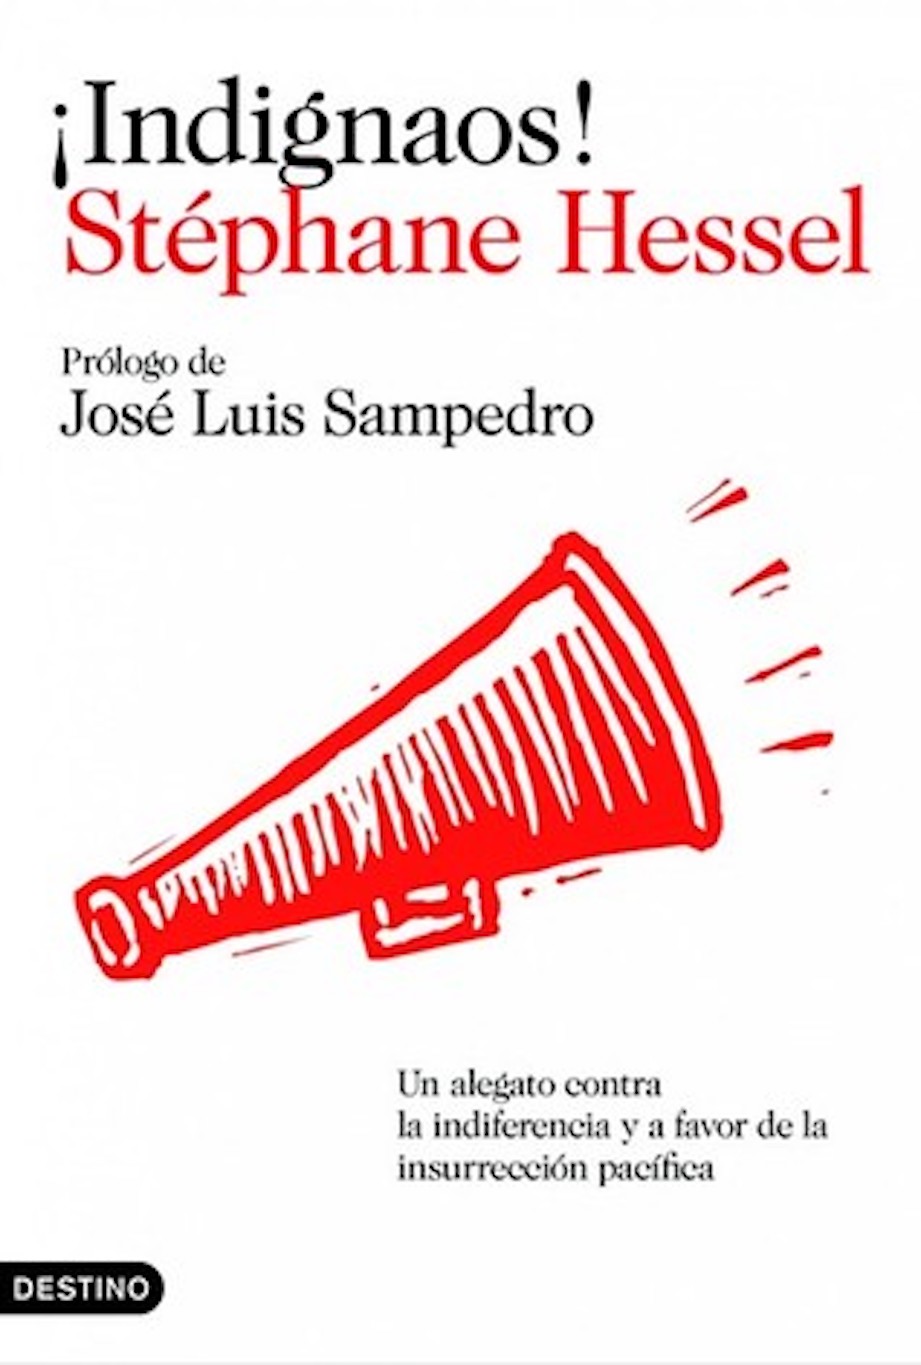 ¡Indignaos!
Stéphane Hessel
Prólogo de
José Luis Sampedro
Un alegato contra
la indiferencia y a favor de la
insurrección pacífica
DESTINO